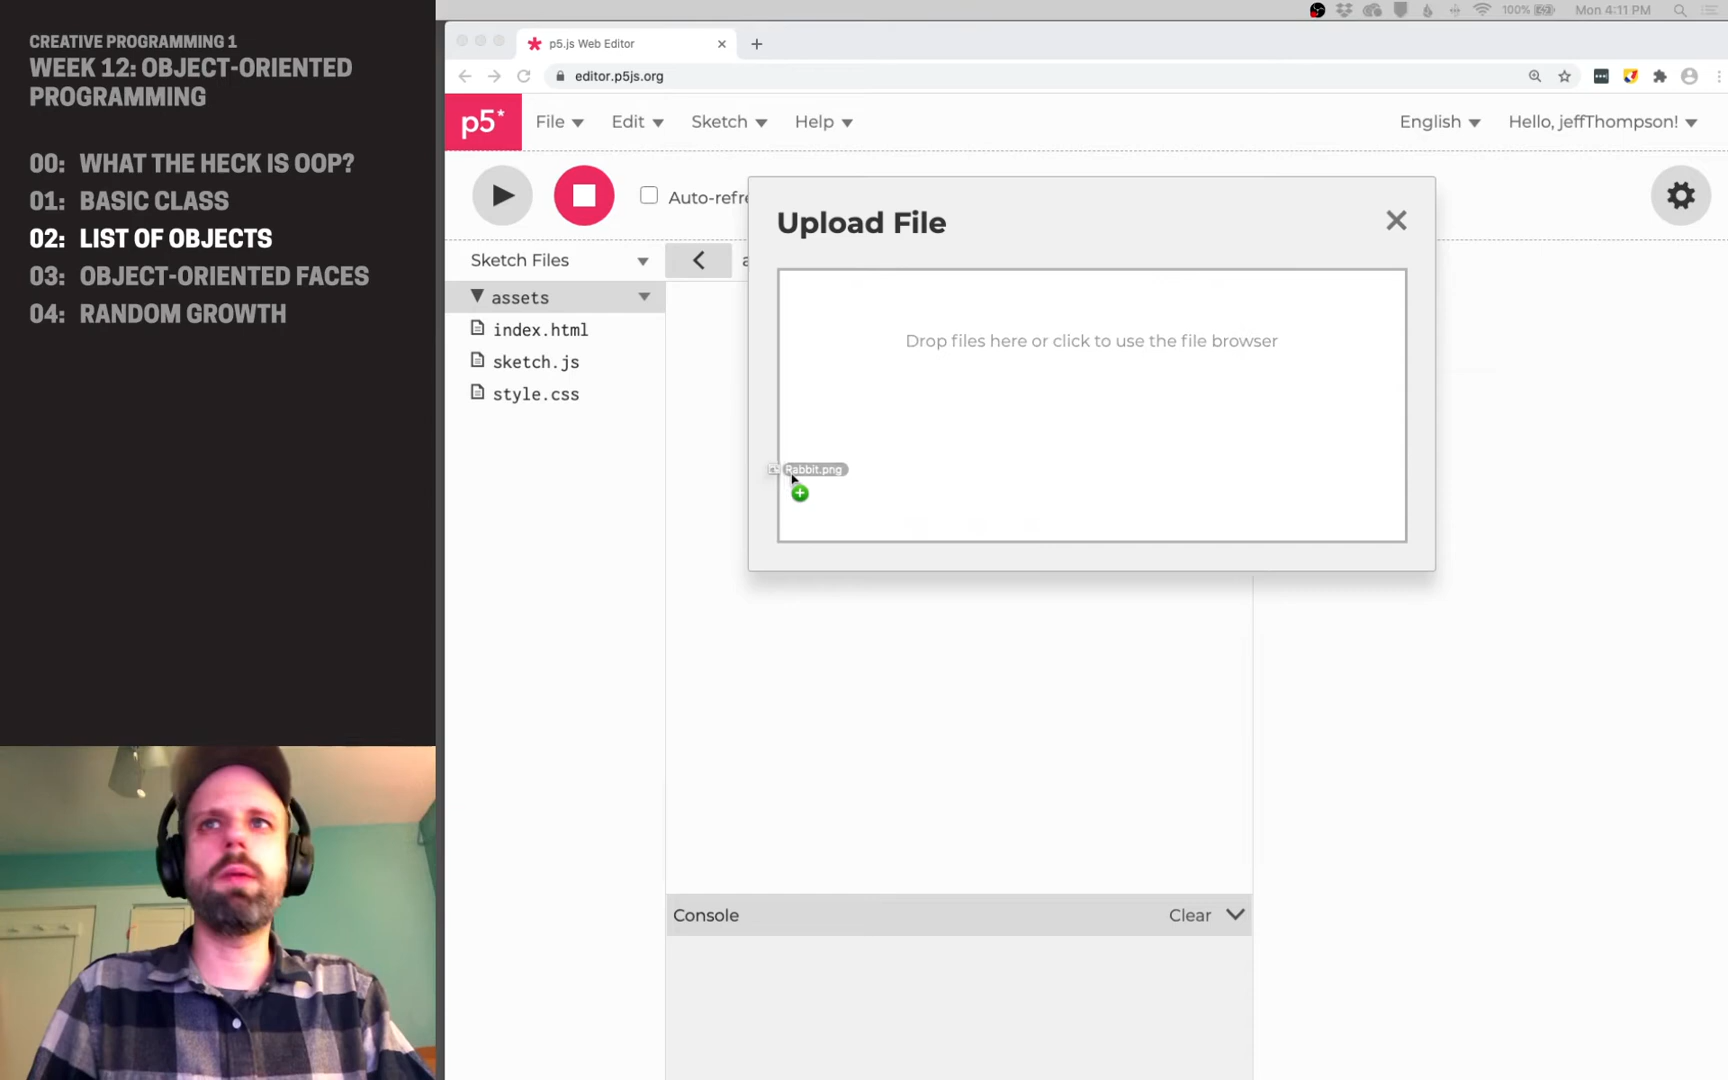 CREATIVE PROGRAMMING 1
WEEK 12: OBJECT-ORIENTED
PROGRAMMING
00: WHAT THE HECK IS OOP?
01: BASIC CLASS
02: LIST OF OBJECTS
03: OBJECT-ORIENTED FACES
04: RANDOM GROWTH
100% Mon 4:11 PM
p5.js Web Editor
editor.p5js.org
p5* File Edit Sketch Help English Hello, jeffThompson!
Auto-refre
Upload File
Sketch Files
assets
index.html
sketch.js
style.css
Drop files here or click to use the file browser
Rabbit.png
Console Clear